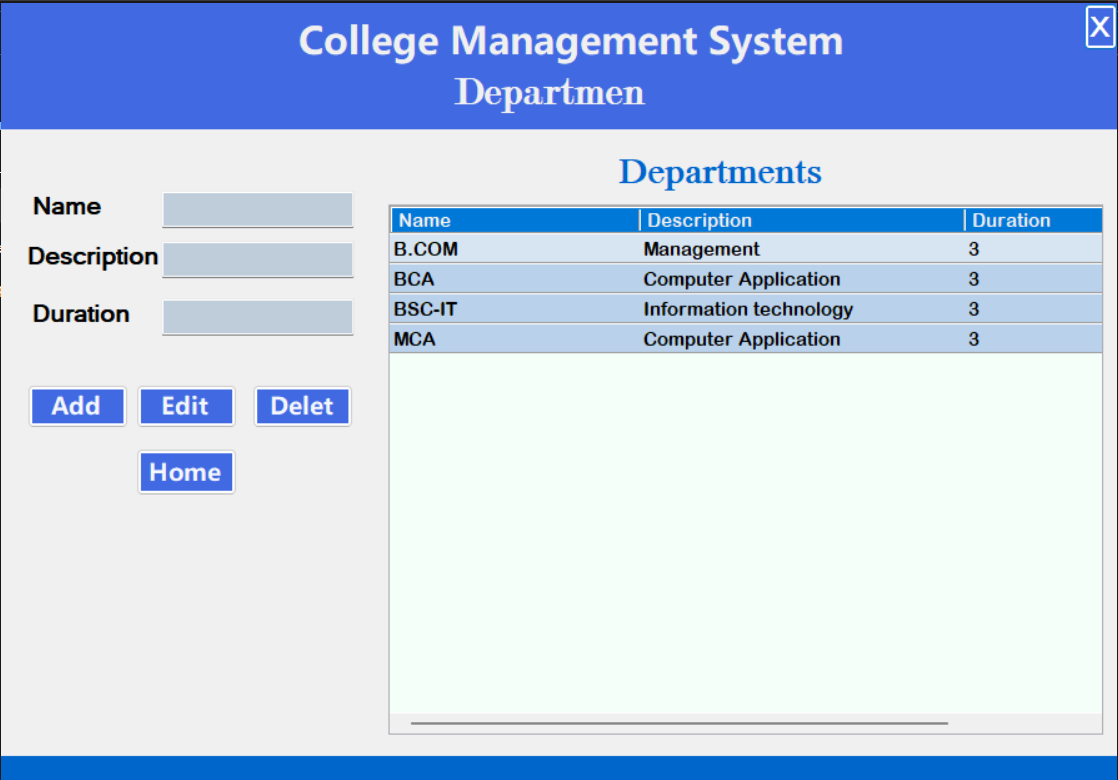 College Management System
X
Departmen
Departments
Name
Description
Duration
Add Edit Delet
Home
Name Description Duration
B.COM Management 3
BCA Computer Application 3
BSC-IT Information technology 3
MCA Computer Application 3